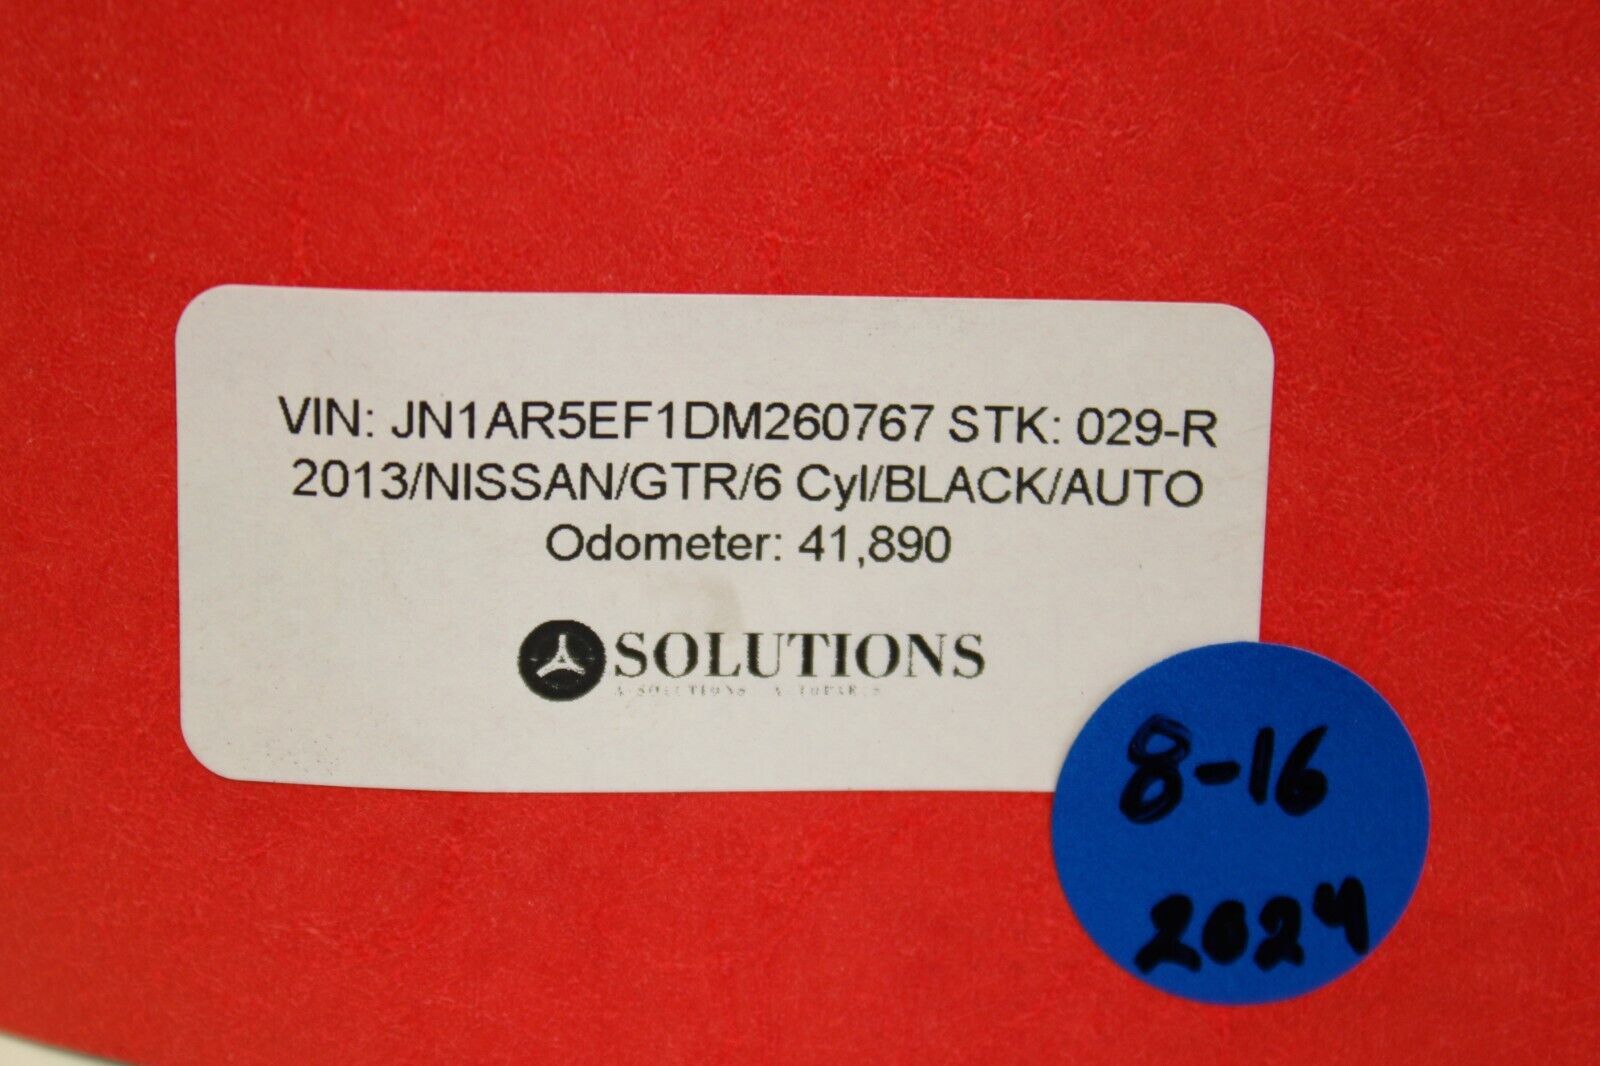 VIN: JN1AR5EF1DM260767 STK: 029-R
2013/NISSAN/GTR/6 Cyl/BLACK/AUTO
Odometer: 41,890
SOLUTIONS
8-16
2024